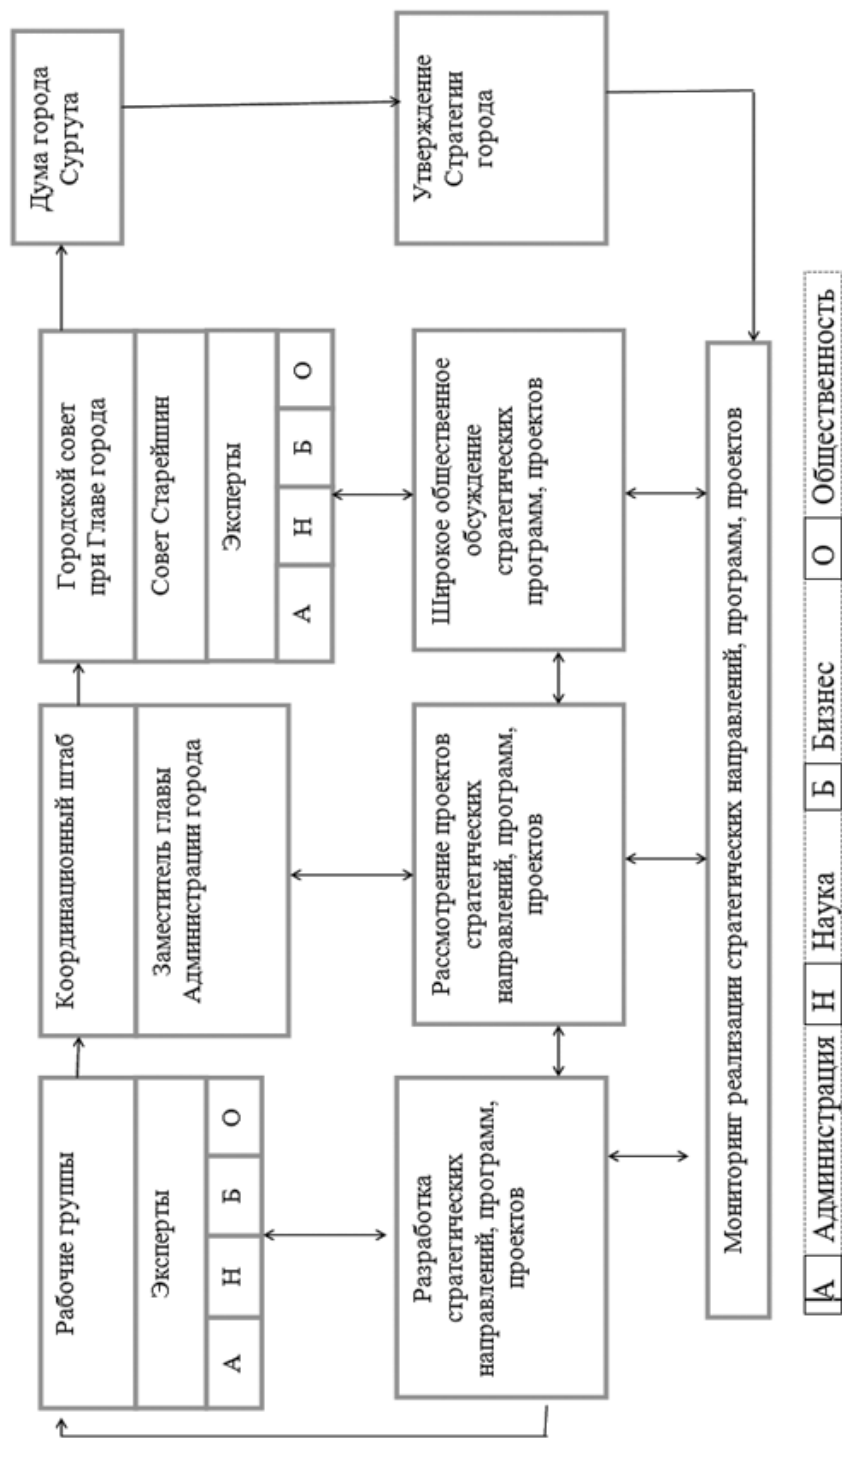 Рабочие группы
Эксперты
А Н Б О
Координационный штаб
Заместитель главы
Администрации города
Городской совет
при Главе города
Совет Старейшин
Эксперты
А Н Б О
Дума города
Сургута
Разработка
стратегических
направлений, программ,
проектов
Рассмотрение проектов
стратегических
направлений, программ,
проектов
Широкое общественное
обсуждение
стратегических
программ, проектов
Утверждение
Стратегии
города
Мониторинг реализации стратегических направлений, программ, проектов
А Администрация Н Наука Б Бизнес О Общественность